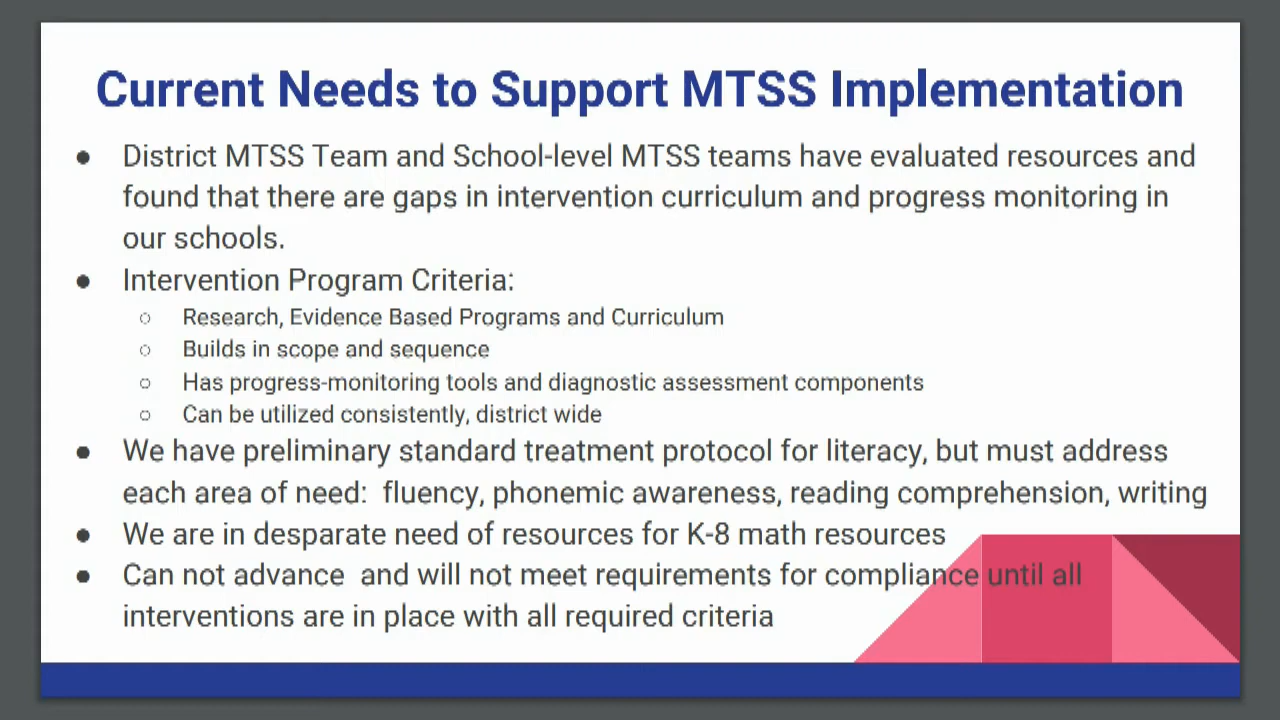 Current Needs to Support MTSS Implementation
● District MTSS Team and School-level MTSS teams have evaluated resources and
found that there are gaps in intervention curriculum and progress monitoring in
our schools.
● Intervention Program Criteria:
○ Research, Evidence Based Programs and Curriculum
○ Builds in scope and sequence
○ Has progress-monitoring tools and diagnostic assessment components
○ Can be utilized consistently, district wide
● We have preliminary standard treatment protocol for literacy, but must address
each area of need:  fluency, phonemic awareness, reading comprehension, writing
● We are in desparate need of resources for K-8 math resources
● Can not advance  and will not meet requirements for compliance until all
interventions are in place with all required criteria